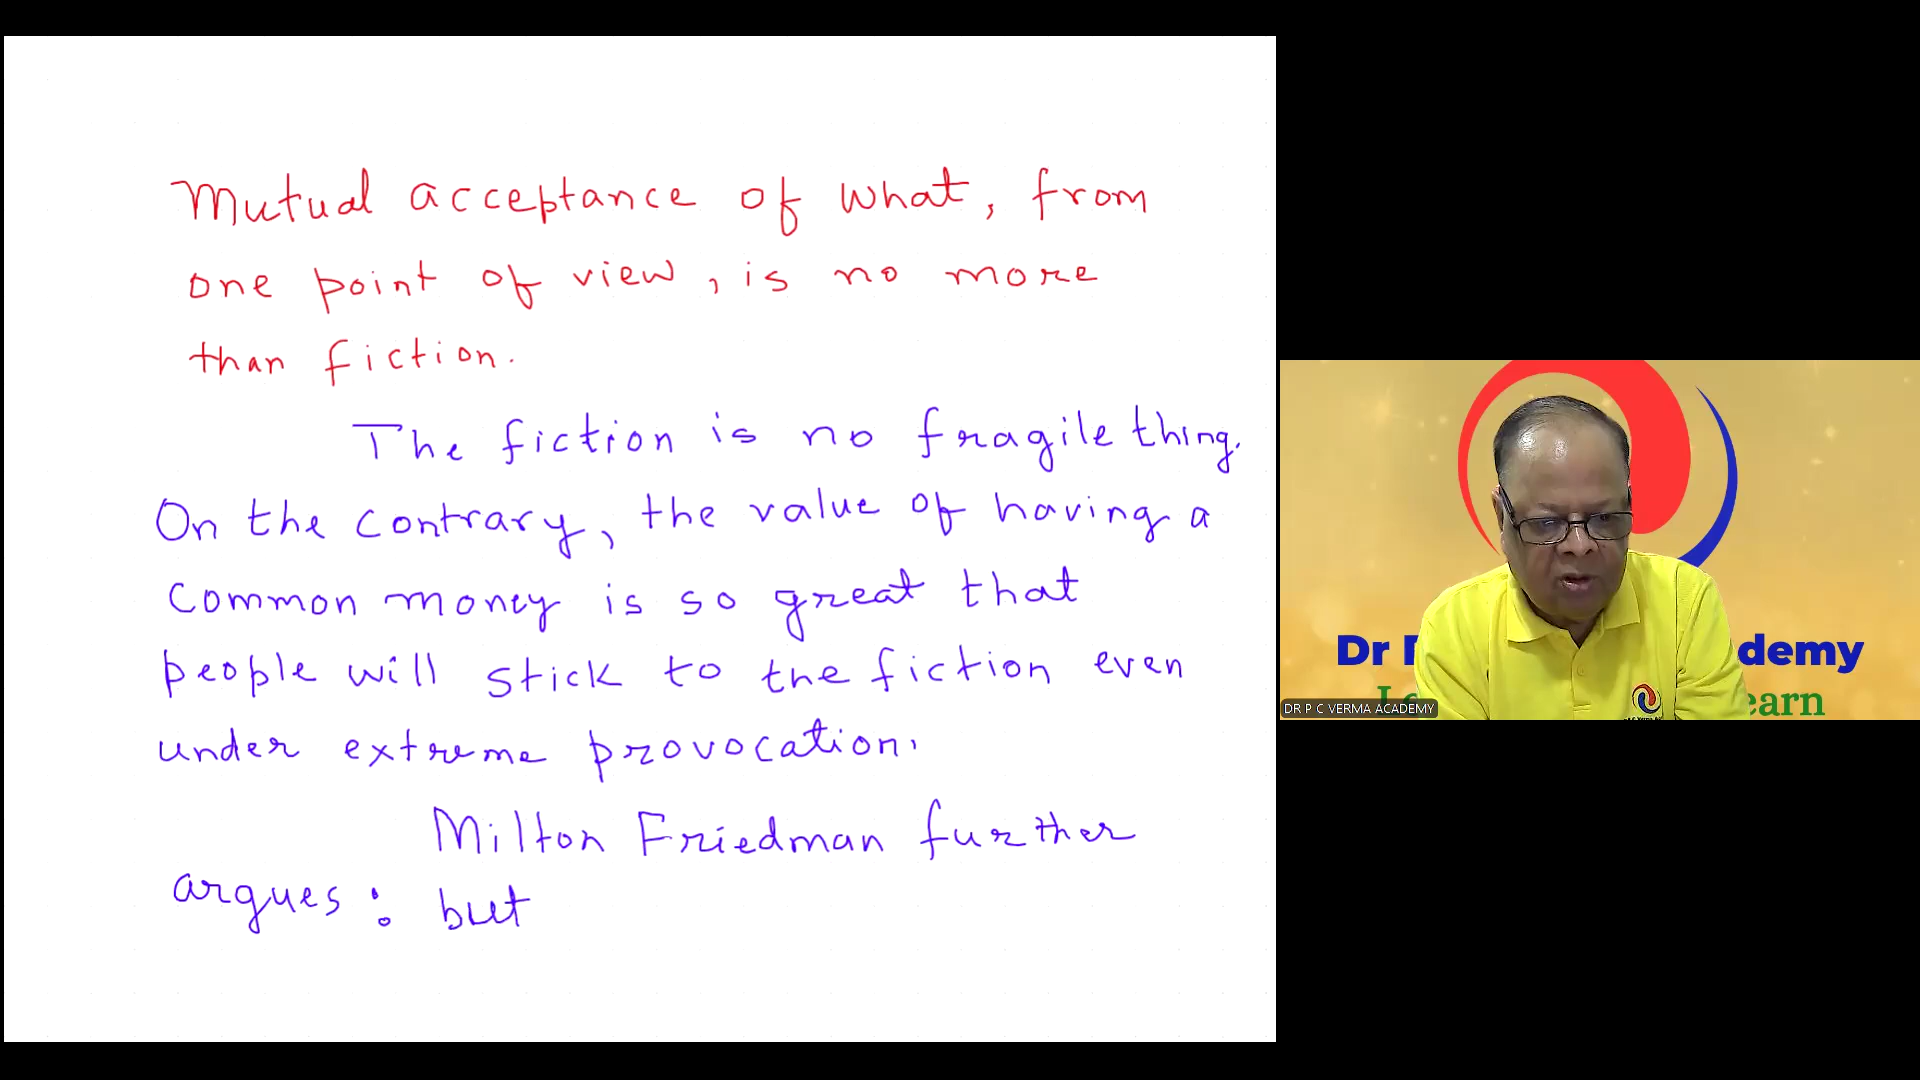 Mutual acceptance of what, from
one point of view, is no more
than fiction.
The fiction is no fragile thing.
On the contrary, the value of having a
common money is so great that
people will stick to the fiction even
under extreme provocation.
Milton Friedman further
argues: but
Dr P demy
Le earn
DR P C VERMA ACADEMY